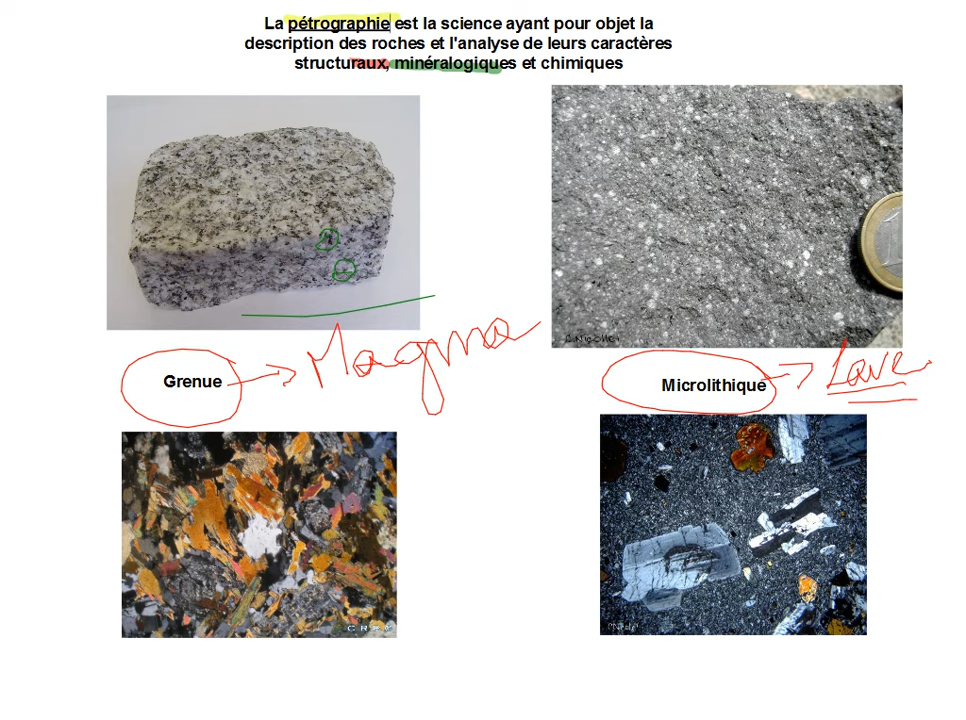 La pétrographie est la science ayant pour objet la
description des roches et l'analyse de leurs caractères
structuraux, minéralogiques et chimiques
1
Grenue
Magma
Microlithique
Lave